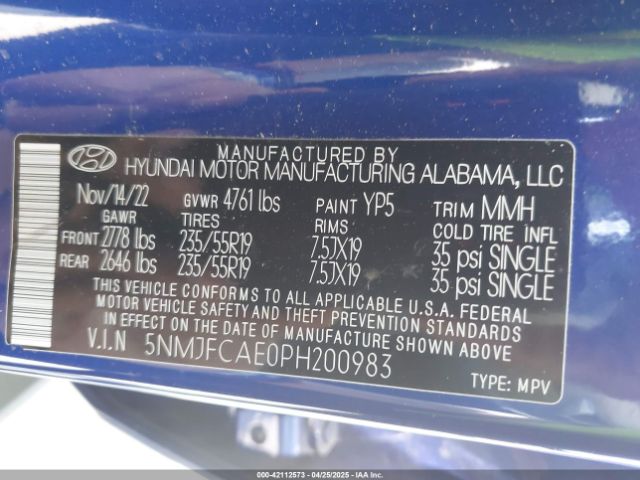 MANUFACTURED BY
HYUNDAI MOTOR MANUFACTURING ALABAMA, LLC
Nov/14/22 GVWR 4761 lbs PAINT YP5 TRIM MMH
GAWR TIRES RIMS COLD TIRE INFL
FRONT 2778 lbs 235/55R19 7.5JX19 35 psi SINGLE
REAR 2646 lbs 235/55R19 7.5JX19 35 psi SINGLE
THIS VEHICLE CONFORMS TO ALL APPLICABLE U.S.A. FEDERAL
MOTOR VEHICLE SAFETY AND THEFT PREVENTION STANDARDS
IN EFFECT ON THE DATE OF MANUFACTURE SHOWN ABOVE.
V.I.N 5NMJFCAE0PH200983
TYPE: MPV
000-42112573 - 04/25/2025 - IAAI.COM